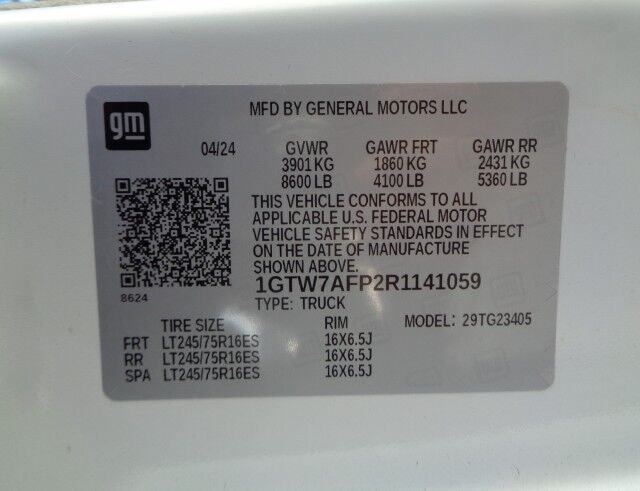 gm
MFD BY GENERAL MOTORS LLC
04/24 GVWR GAWR FRT GAWR RR
3901 KG 1860 KG 2431 KG
8600 LB 4100 LB 5360 LB
THIS VEHICLE CONFORMS TO ALL
APPLICABLE U.S. FEDERAL MOTOR
VEHICLE SAFETY STANDARDS IN EFFECT
ON THE DATE OF MANUFACTURE
SHOWN ABOVE.
1GTW7AFP2R1141059
8624
TYPE: TRUCK
TIRE SIZE RIM MODEL: 29TG23405
FRT LT245/75R16ES 16X6.5J
RR LT245/75R16ES 16X6.5J
SPA LT245/75R16ES 16X6.5J